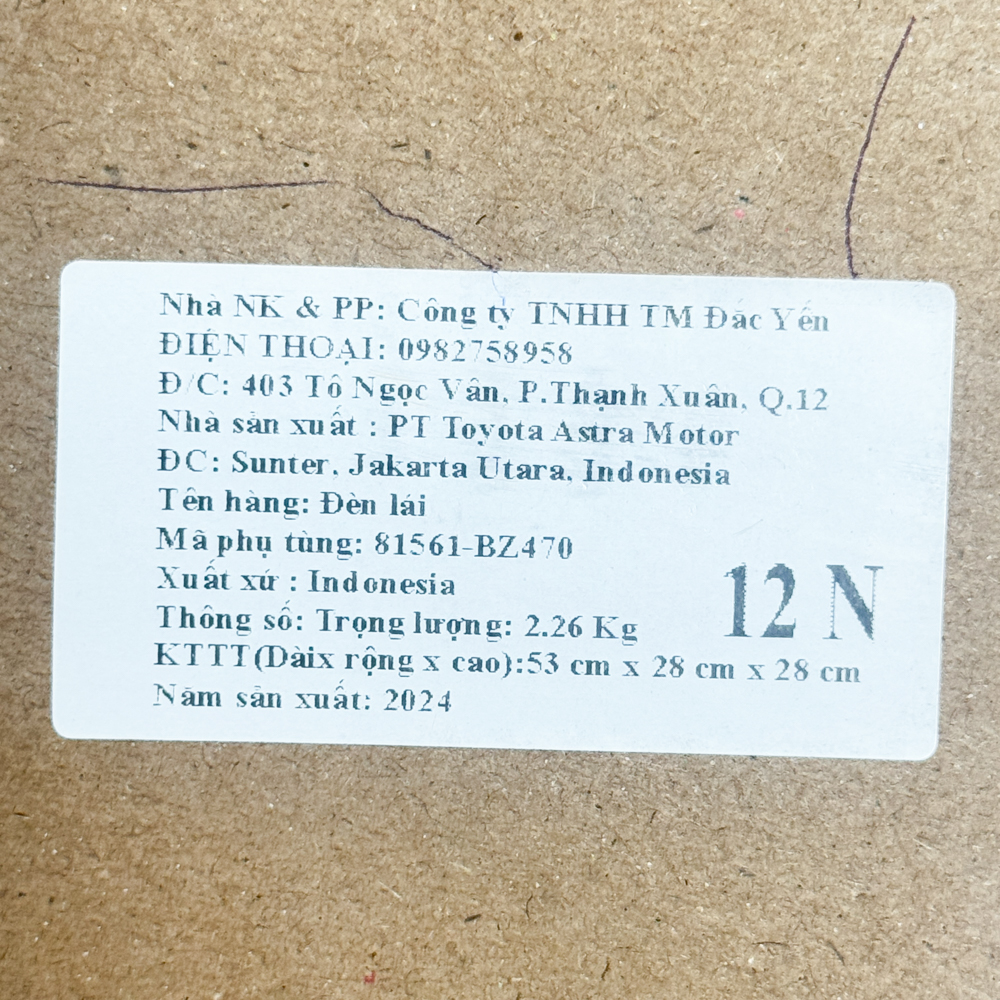 Nhà NK & PP: Công ty TNHH TM Đắc Yến
ĐIỆN THOẠI: 0982758958
Đ/C: 403 Tô Ngọc Vân, P.Thạnh Xuân, Q.12
Nhà sản xuất : PT Toyota Astra Motor
ĐC: Sunter, Jakarta Utara, Indonesia
Tên hàng: Đèn lái
Mã phụ tùng: 81561-BZ470
Xuất xứ : Indonesia
Thông số: Trọng lượng: 2.26 Kg
12 N
KTTT(Dàix rộng x cao):53 cm x 28 cm x 28 cm
Năm sản xuất: 2024